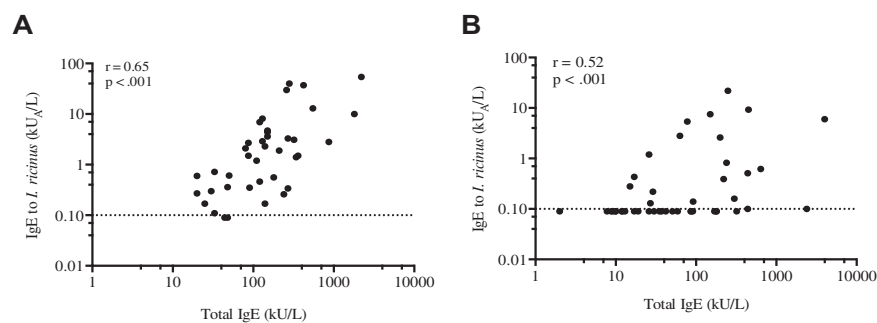 A
r = 0.65
p < .001
100
10
1
0.10
0.01
IgE to I. ricinus (kUA/L)
1
10
100
1000
10000
Total IgE (kU/L)
B
r = 0.52
p < .001
100
10
1
0.10
0.01
IgE to I. ricinus (kUA/L)
1
10
100
1000
10000
Total IgE (kU/L)